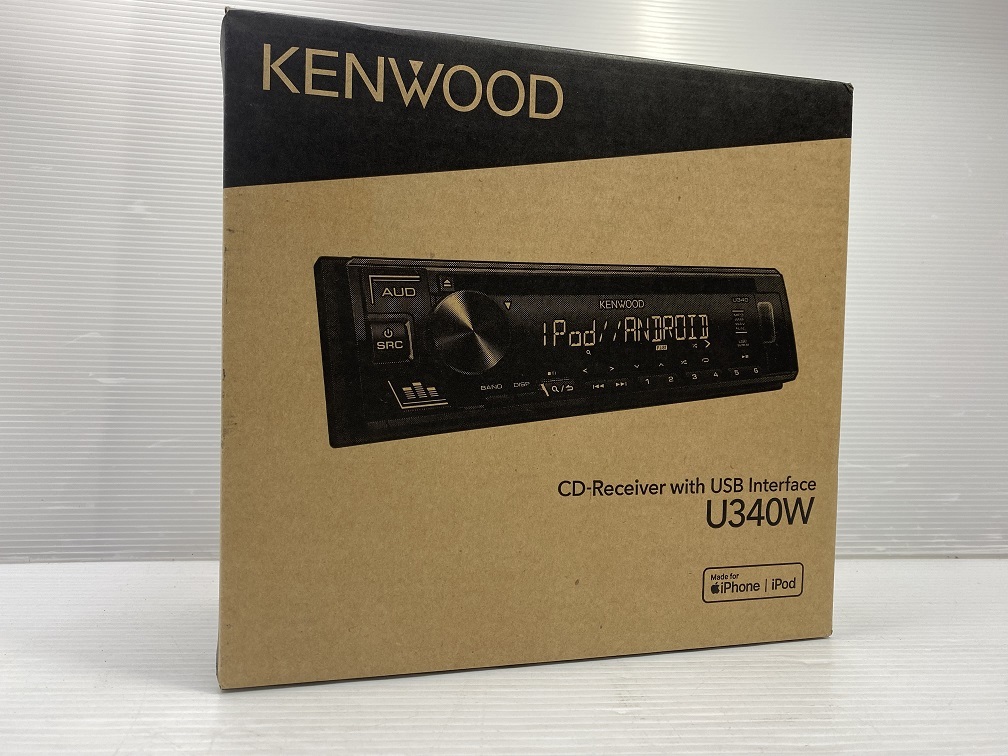 KENWOOD
AUD
KENWOOD
U340
SRC
iPod//ANDROID
BAND
DISP
1 2 3 4 5 6
CD-Receiver with USB Interface
U340W
Made for
iPhone | iPod